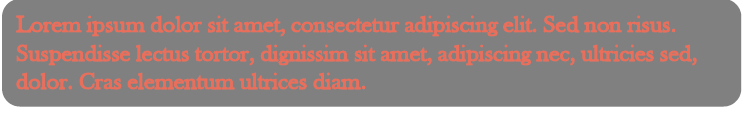 Lorem ipsum dolor sit amet, consectetur adipiscing elit. Sed non risus.
Suspendisse lectus tortor, dignissim sit amet, adipiscing nec, ultricies sed,
dolor. Cras elementum ultrices diam.